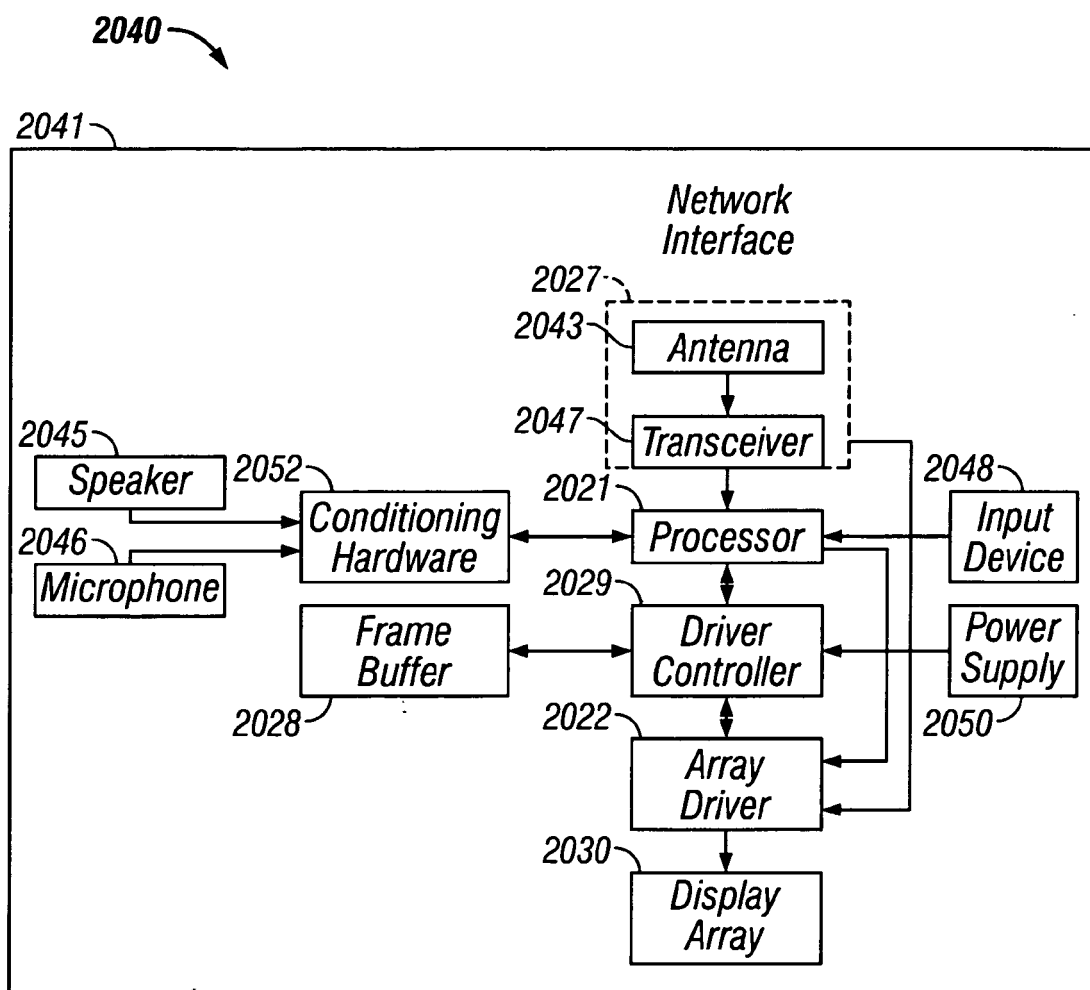 2040
2041
Network
Interface
2027
2043
Antenna
2047
Transceiver
2045
Speaker
2052
2021
2048
Conditioning
Hardware
Processor
Input
Device
2046
Microphone
2029
Frame
Buffer
Driver
Controller
Power
Supply
2028
2022
2050
Array
Driver
2030
Display
Array